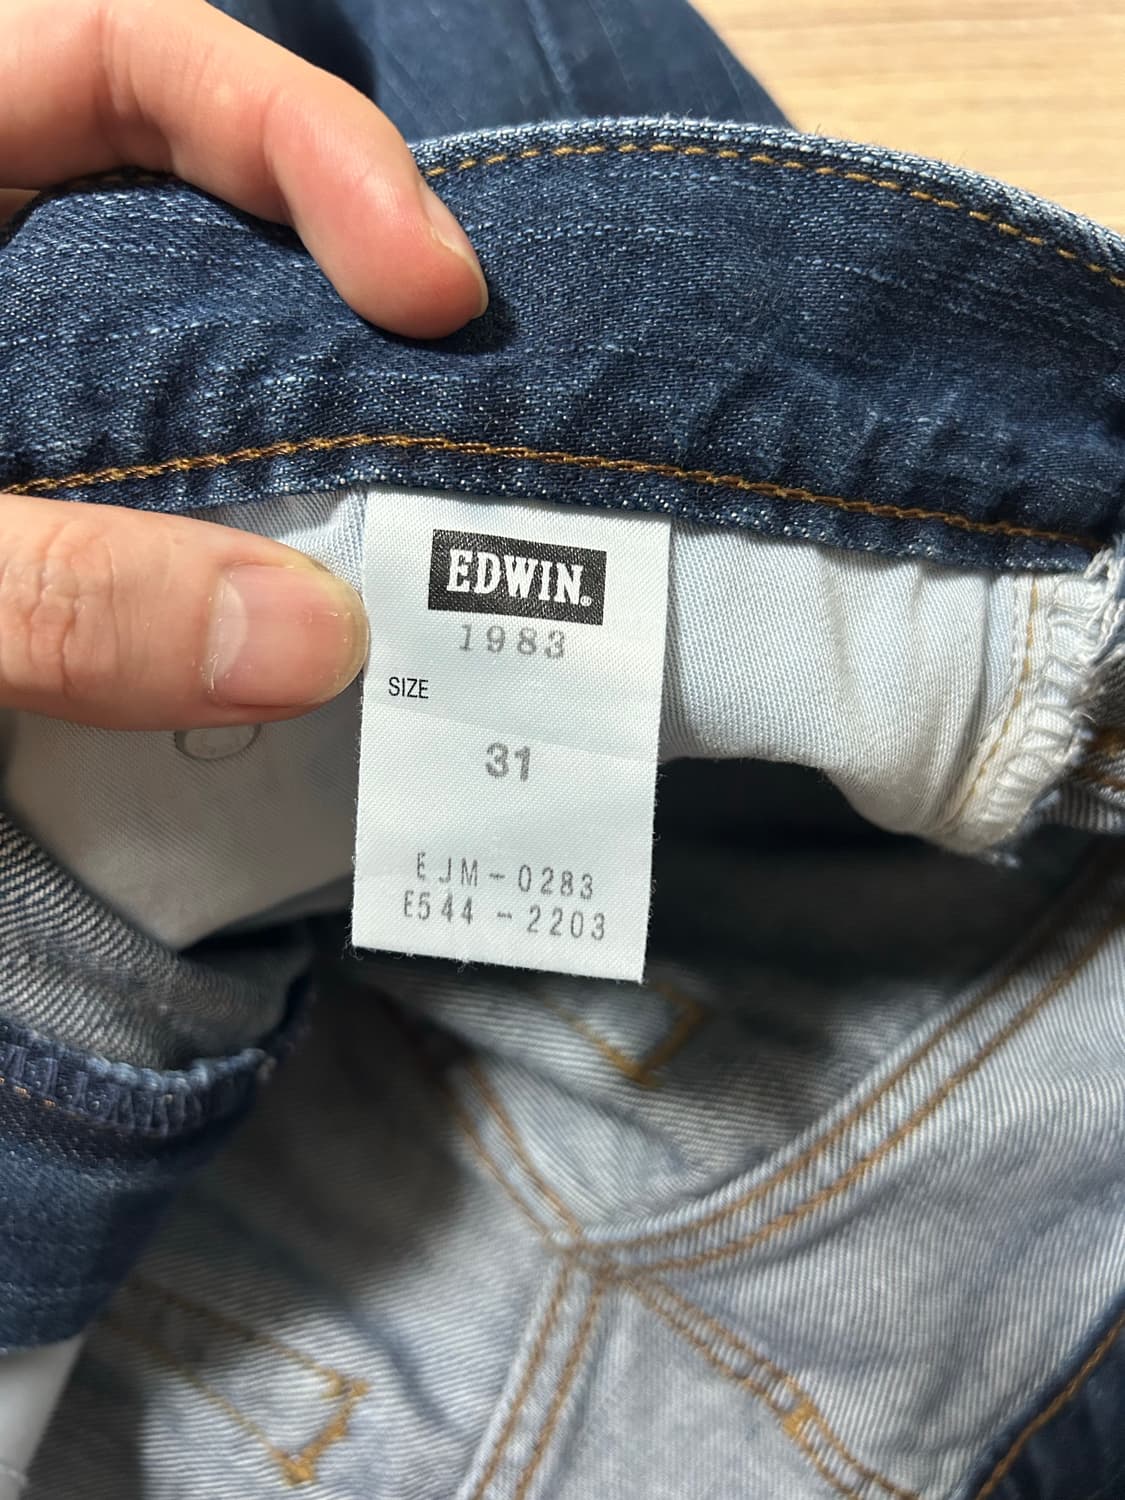 EDWIN.
1983
SIZE
31
EJM-0283
E544-2203